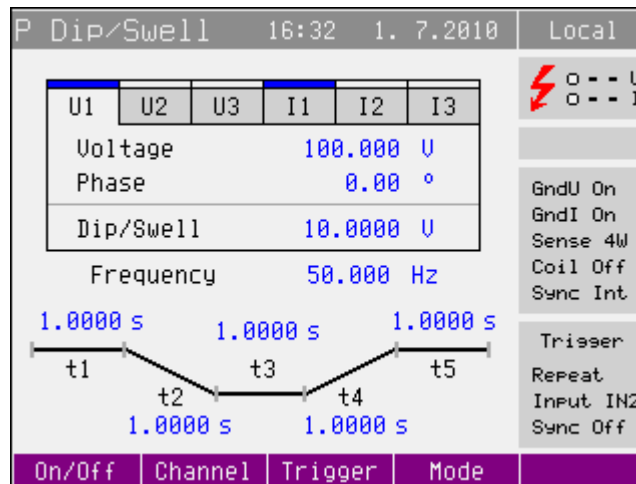 P Dip/Swell 16:32 1. 7.2010 Local
U1 U2 U3 I1 I2 I3
Voltage 100.000 V
Phase 0.00 °
Dip/Swell 10.0000 V
Frequency 50.000 Hz
GndU On
GndI On
Sense 4W
Coil Off
Sync Int
1.0000 s 1.0000 s 1.0000 s
t1 t2 t3 t4 t5
1.0000 s 1.0000 s
Trigger
Repeat
Input IN2
Sync Off
On/Off Channel Trigger Mode